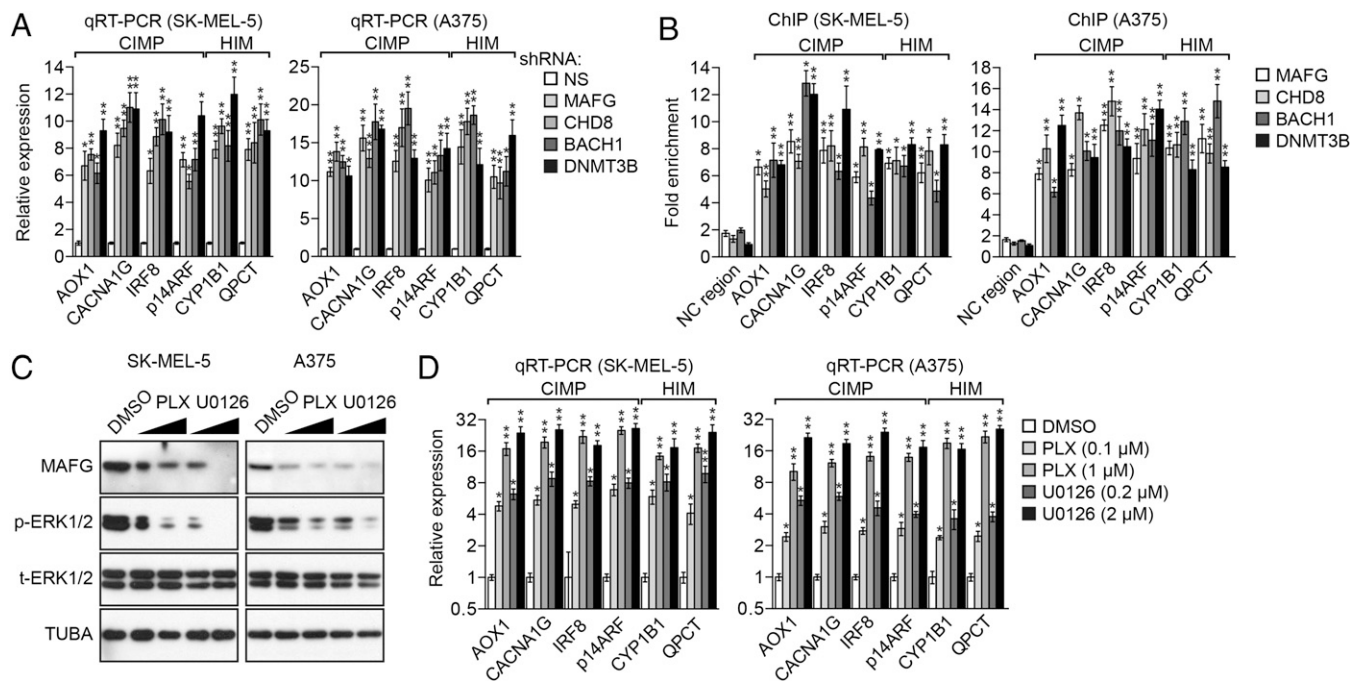 A
qRT-PCR (SK-MEL-5)
CIMP
HIM
Relative expression
14
12
10
8
6
4
2
0
AOX1
CACNA1G
IRF8
p14ARF
CYP1B1
QPCT
qRT-PCR (A375)
CIMP
HIM
25
20
15
10
5
0
AOX1
CACNA1G
IRF8
p14ARF
CYP1B1
QPCT
shRNA:
NS
MAFG
CHD8
BACH1
DNMT3B
B
ChIP (SK-MEL-5)
CIMP
HIM
Fold enrichment
14
12
10
8
6
4
2
0
NC region
AOX1
CACNA1G
IRF8
p14ARF
CYP1B1
QPCT
ChIP (A375)
CIMP
HIM
18
16
14
12
10
8
6
4
2
0
NC region
AOX1
CACNA1G
IRF8
p14ARF
CYP1B1
QPCT
MAFG
CHD8
BACH1
DNMT3B
C
SK-MEL-5
A375
DMSO PLX U0126
DMSO PLX U0126
MAFG
p-ERK1/2
t-ERK1/2
TUBA
D
qRT-PCR (SK-MEL-5)
CIMP
HIM
Relative expression
32
16
8
4
2
1
0.5
AOX1
CACNA1G
IRF8
p14ARF
CYP1B1
QPCT
qRT-PCR (A375)
CIMP
HIM
32
16
8
4
2
1
0.5
AOX1
CACNA1G
IRF8
p14ARF
CYP1B1
QPCT
DMSO
PLX (0.1 µM)
PLX (1 µM)
U0126 (0.2 µM)
U0126 (2 µM)